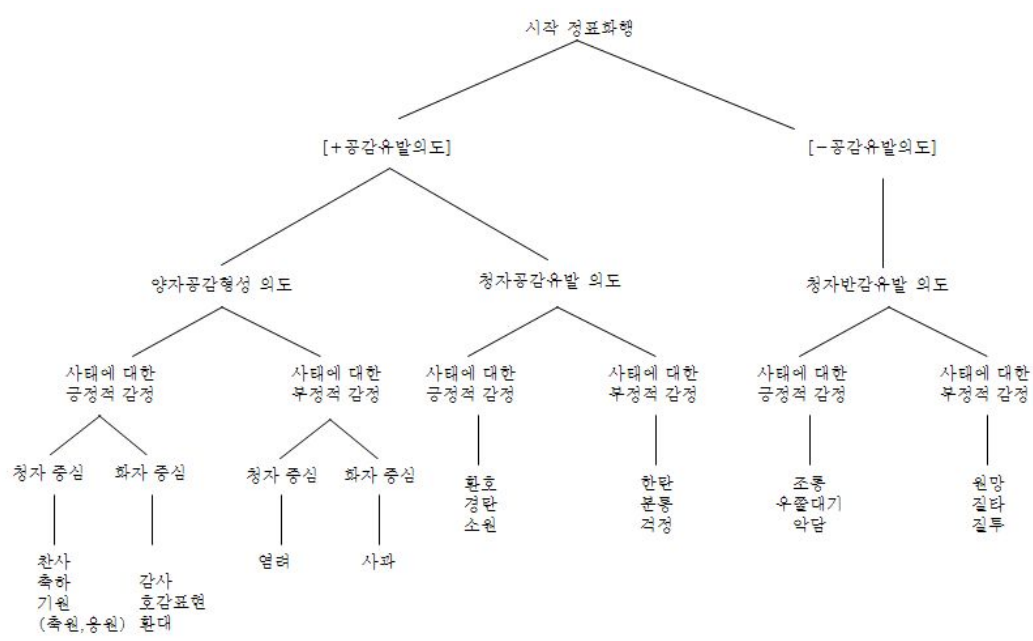 시작 정표화행
[+공감유발의도]
[-공감유발의도]
양자공감형성 의도
청자공감유발 의도
청자반감유발 의도
사태에 대한
긍정적 감정
사태에 대한
부정적 감정
사태에 대한
긍정적 감정
사태에 대한
부정적 감정
사태에 대한
긍정적 감정
사태에 대한
부정적 감정
청자 중심
화자 중심
청자 중심
화자 중심
환호
경탄
소원
한탄
분통
걱정
조롱
우쭐대기
악담
원망
질타
질투
찬사
축하
기원
(축원,응원)
감사
호감표현
환대
염려
사과